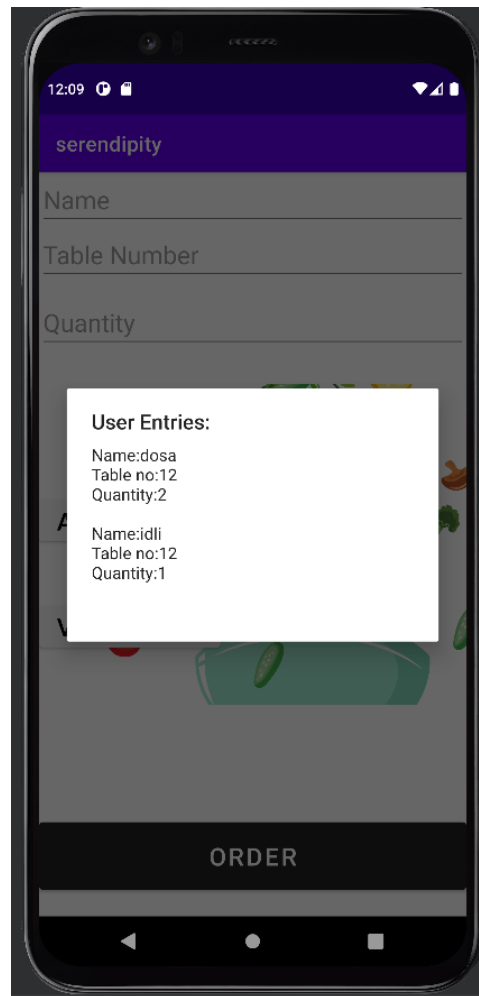 12:09
serendipity
Name
Table Number
Quantity
User Entries:
Name:dosa
Table no:12
Quantity:2
Name:idli
Table no:12
Quantity:1
A
V
ORDER